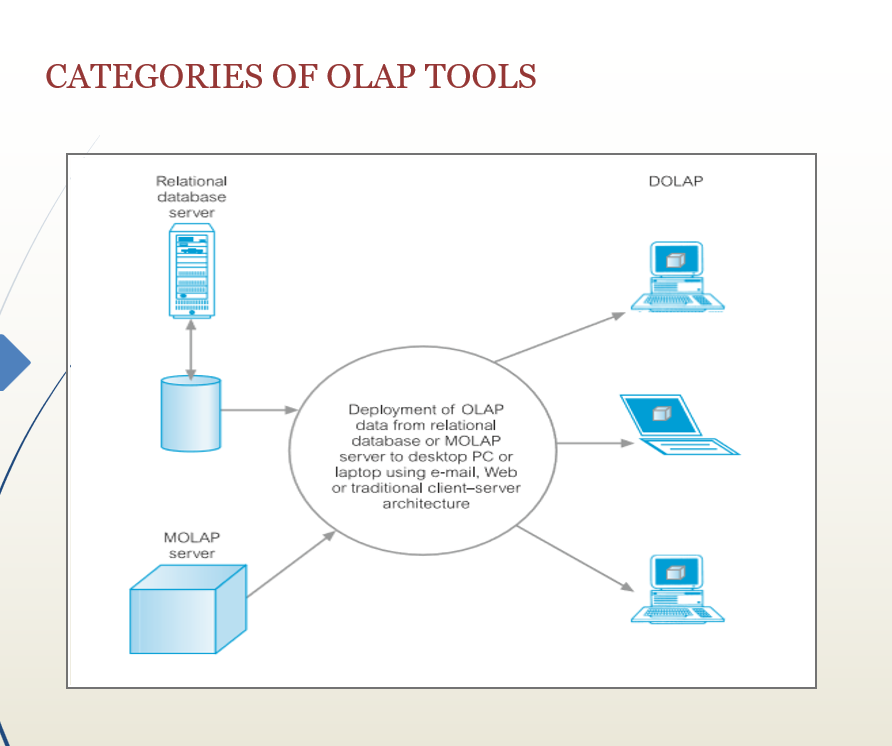 CATEGORIES OF OLAP TOOLS
Relational
database
server
DOLAP
Deployment of OLAP
data from relational
database or MOLAP
server to desktop PC or
laptop using e-mail, Web
or traditional client–server
architecture
MOLAP
server